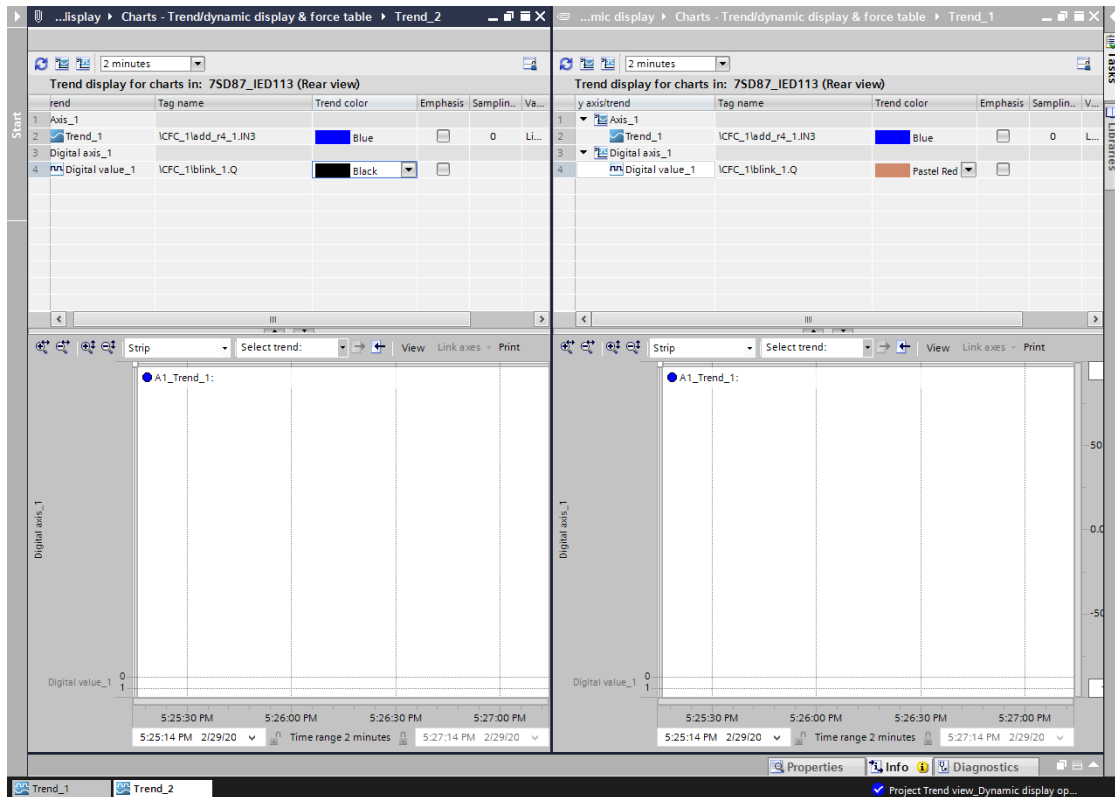 ...lisplay ▸ Charts - Trend/dynamic display & force table ▸ Trend_2
2 minutes
Trend display for charts in: 7SD87_IED113 (Rear view)
rend Tag name Trend color Emphasis Samplin.. Va...
1 Axis_1
2 Trend_1 \CFC_1\add_r4_1.IN3 Blue 0 Li...
3 Digital axis_1
4 Digital value_1 \CFC_1\blink_1.Q Black
Strip Select trend: View Link axes Print
A1_Trend_1:
Digital axis_1
Digital value_1 0
1
5:25:30 PM 5:26:00 PM 5:26:30 PM 5:27:00 PM
5:25:14 PM 2/29/20 Time range 2 minutes 5:27:14 PM 2/29/20
...mic display ▸ Charts - Trend/dynamic display & force table ▸ Trend_1
2 minutes
Trend display for charts in: 7SD87_IED113 (Rear view)
y axis/trend Tag name Trend color Emphasis Samplin.. V...
1 Axis_1
2 Trend_1 \CFC_1\add_r4_1.IN3 Blue 0 L...
3 Digital axis_1
4 Digital value_1 \CFC_1\blink_1.Q Pastel Red
Strip Select trend: View Link axes Print
A1_Trend_1:
50
-0.0
-50
Digital axis_1
Digital value_1 0
1
5:25:30 PM 5:26:00 PM 5:26:30 PM 5:27:00 PM
5:25:14 PM 2/29/20 Time range 2 minutes 5:27:14 PM 2/29/20
Start
Tasks
Libraries
Properties Info Diagnostics
Trend_1 Trend_2 Project Trend view_Dynamic display op...